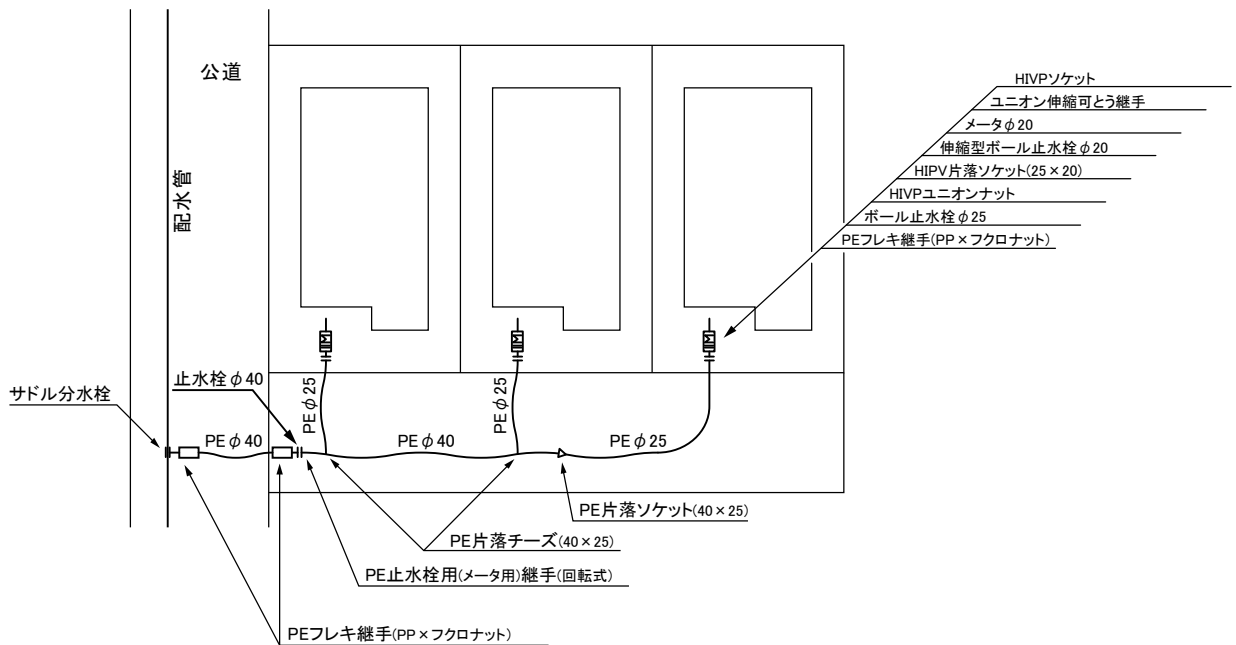 公道
配水管
HIVPソケット
ユニオン伸縮可とう継手
メータφ20
伸縮型ボール止水栓φ20
HIPV片落ソケット(25×20)
HIVPユニオンナット
ボール止水栓φ25
PEフレキ継手(PP×フクロナット)
サドル分水栓
止水栓φ40
PEφ25
PEφ25
PEφ40
PEφ40
PEφ25
PE片落ソケット(40×25)
PE片落チーズ(40×25)
PE止水栓用(メータ用)継手(回転式)
PEフレキ継手(PP×フクロナット)